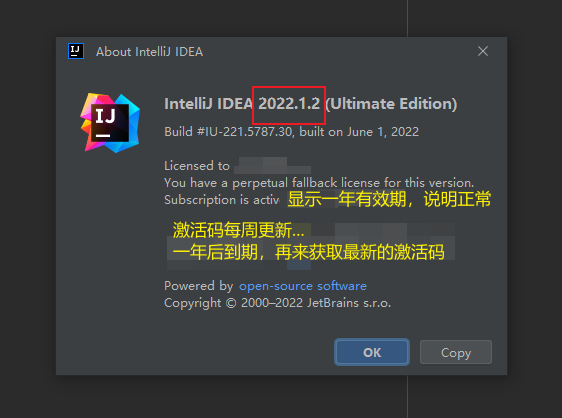 IJ About IntelliJ IDEA
IJ
IntelliJ IDEA 2022.1.2 (Ultimate Edition)
Build #IU-221.5787.30, built on June 1, 2022
Licensed to
You have a perpetual fallback license for this version.
Subscription is activ 显示一年有效期，说明正常
激活码每周更新...
一年后到期，再来获取最新的激活码
Powered by open-source software
Copyright © 2000–2022 JetBrains s.r.o.
OK Copy